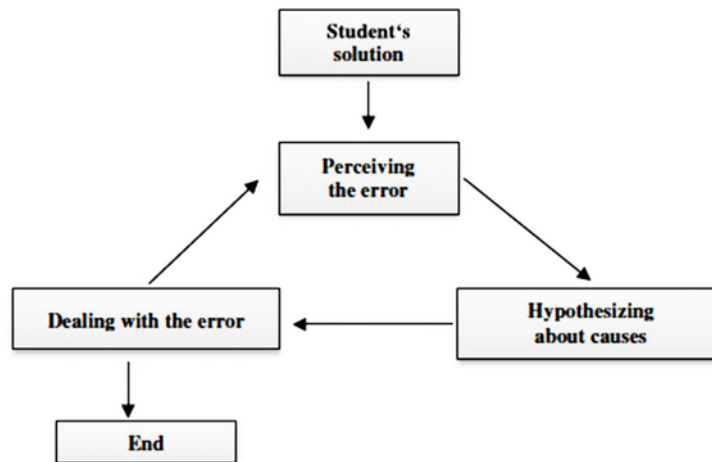 Student‘s
solution
Perceiving
the error
Dealing with the error
Hypothesizing
about causes
End